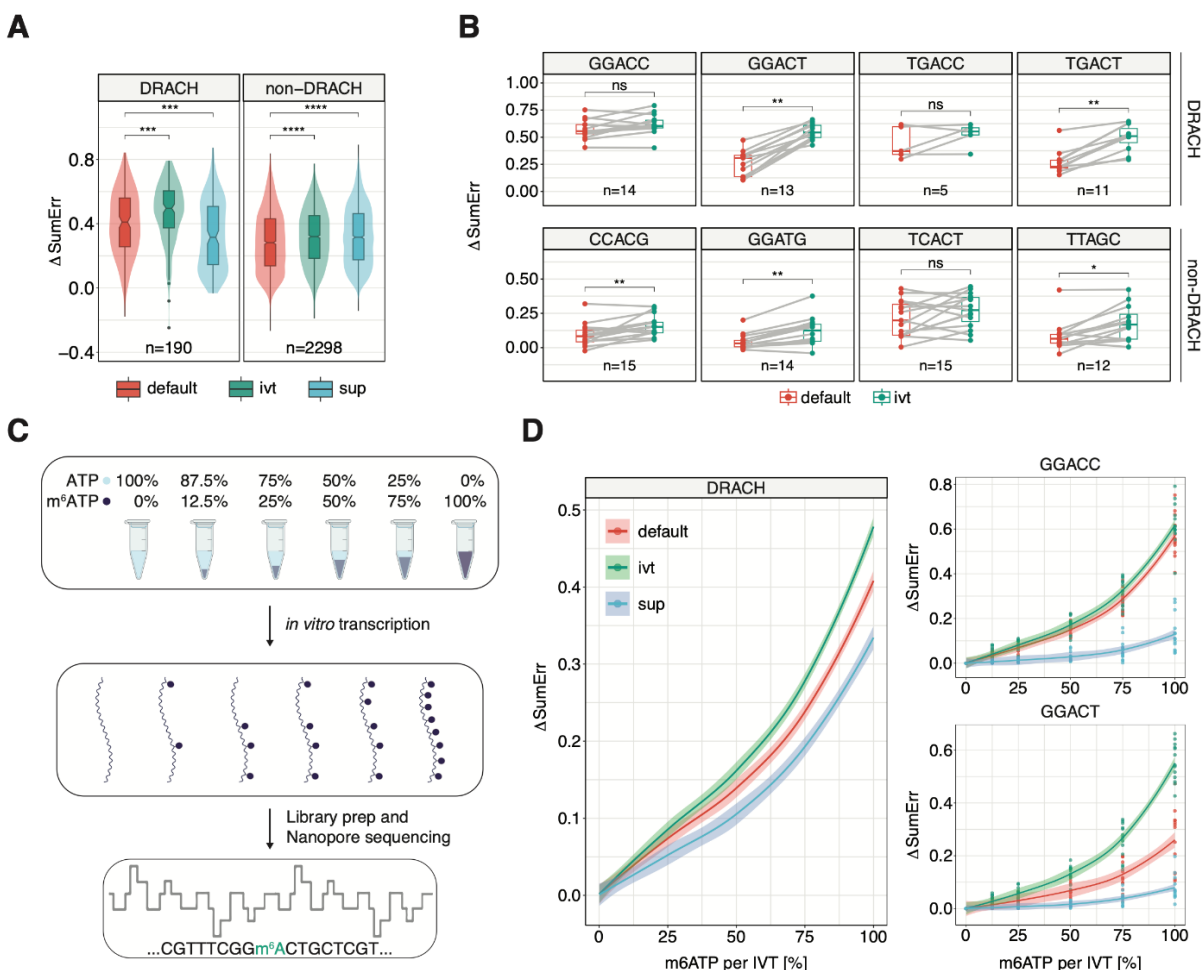 A
DRACH
non−DRACH
***
****
***
****
Δ SumErr
0.8
0.4
0.0
−0.4
n=190
n=2298
default
ivt
sup
B
GGACC
GGACT
TGACC
TGACT
DRACH
1.00
0.75
0.50
0.25
0.00
ns
**
ns
**
n=14
n=13
n=5
n=11
Δ SumErr
CCACG
GGATG
TCACT
TTAGC
non−DRACH
0.50
0.25
0.00
**
**
ns
*
n=15
n=14
n=15
n=12
default
ivt
C
ATP 100% 87.5% 75% 50% 25% 0%
m⁶ATP 0% 12.5% 25% 50% 75% 100%
in vitro transcription
Library prep and
Nanopore sequencing
...CGTTTCGGm⁶ACTGCTCGT...
D
DRACH
default
ivt
sup
ΔSumErr
0.5
0.4
0.3
0.2
0.1
0.0
0 25 50 75 100
m6ATP per IVT [%]
GGACC
ΔSumErr
0.8
0.6
0.4
0.2
0.0
0 25 50 75 100
GGACT
ΔSumErr
0.6
0.4
0.2
0.0
0 25 50 75 100
m6ATP per IVT [%]